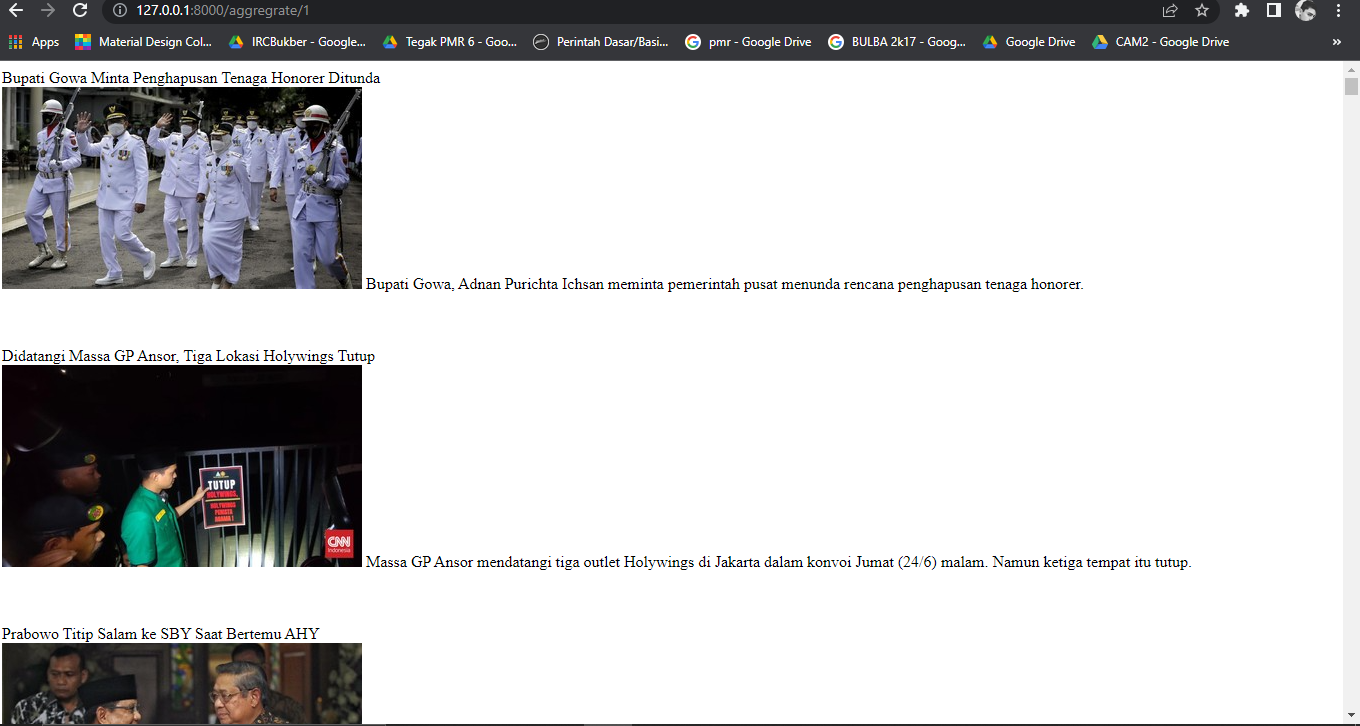 127.0.0.1:8000/aggregrate/1
Apps
Material Design Col...
IRCBukber - Google...
Tegak PMR 6 - Goo...
Perintah Dasar/Basi...
pmr - Google Drive
BULBA 2k17 - Goog...
Google Drive
CAM2 - Google Drive
»
Bupati Gowa Minta Penghapusan Tenaga Honorer Ditunda
Bupati Gowa, Adnan Purichta Ichsan meminta pemerintah pusat menunda rencana penghapusan tenaga honorer.
Didatangi Massa GP Ansor, Tiga Lokasi Holywings Tutup
TUTUP
HOLYWINGS,
HOLYWINGS
PENISTA
AGAMA !
CNN
Indonesia
Massa GP Ansor mendatangi tiga outlet Holywings di Jakarta dalam konvoi Jumat (24/6) malam. Namun ketiga tempat itu tutup.
Prabowo Titip Salam ke SBY Saat Bertemu AHY